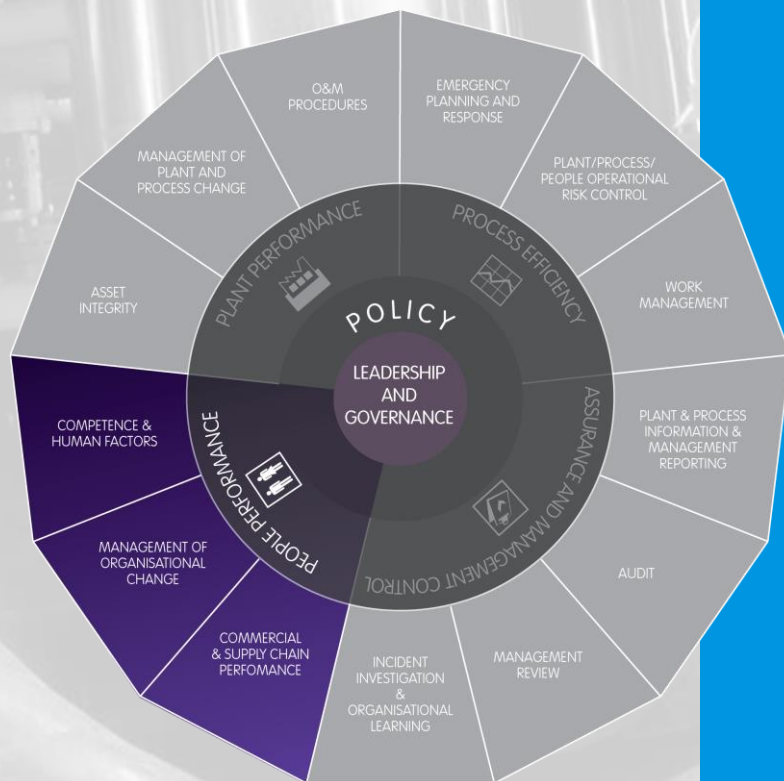 O&M
PROCEDURES
EMERGENCY
PLANNING AND
RESPONSE
MANAGEMENT OF
PLANT AND
PROCESS CHANGE
PLANT/PROCESS/
PEOPLE OPERATIONAL
RISK CONTROL
ASSET
INTEGRITY
WORK
MANAGEMENT
PLANT PERFORMANCE
PROCESS EFFICIENCY
POLICY
LEADERSHIP
AND
GOVERNANCE
COMPETENCE &
HUMAN FACTORS
PLANT & PROCESS
INFORMATION &
MANAGEMENT
REPORTING
PEOPLE PERFORMANCE
ASSURANCE AND MANAGEMENT CONTROL
MANAGEMENT OF
ORGANISATIONAL
CHANGE
AUDIT
COMMERCIAL
& SUPPLY CHAIN
PERFOMANCE
INCIDENT
INVESTIGATION
&
ORGANISATIONAL
LEARNING
MANAGEMENT
REVIEW